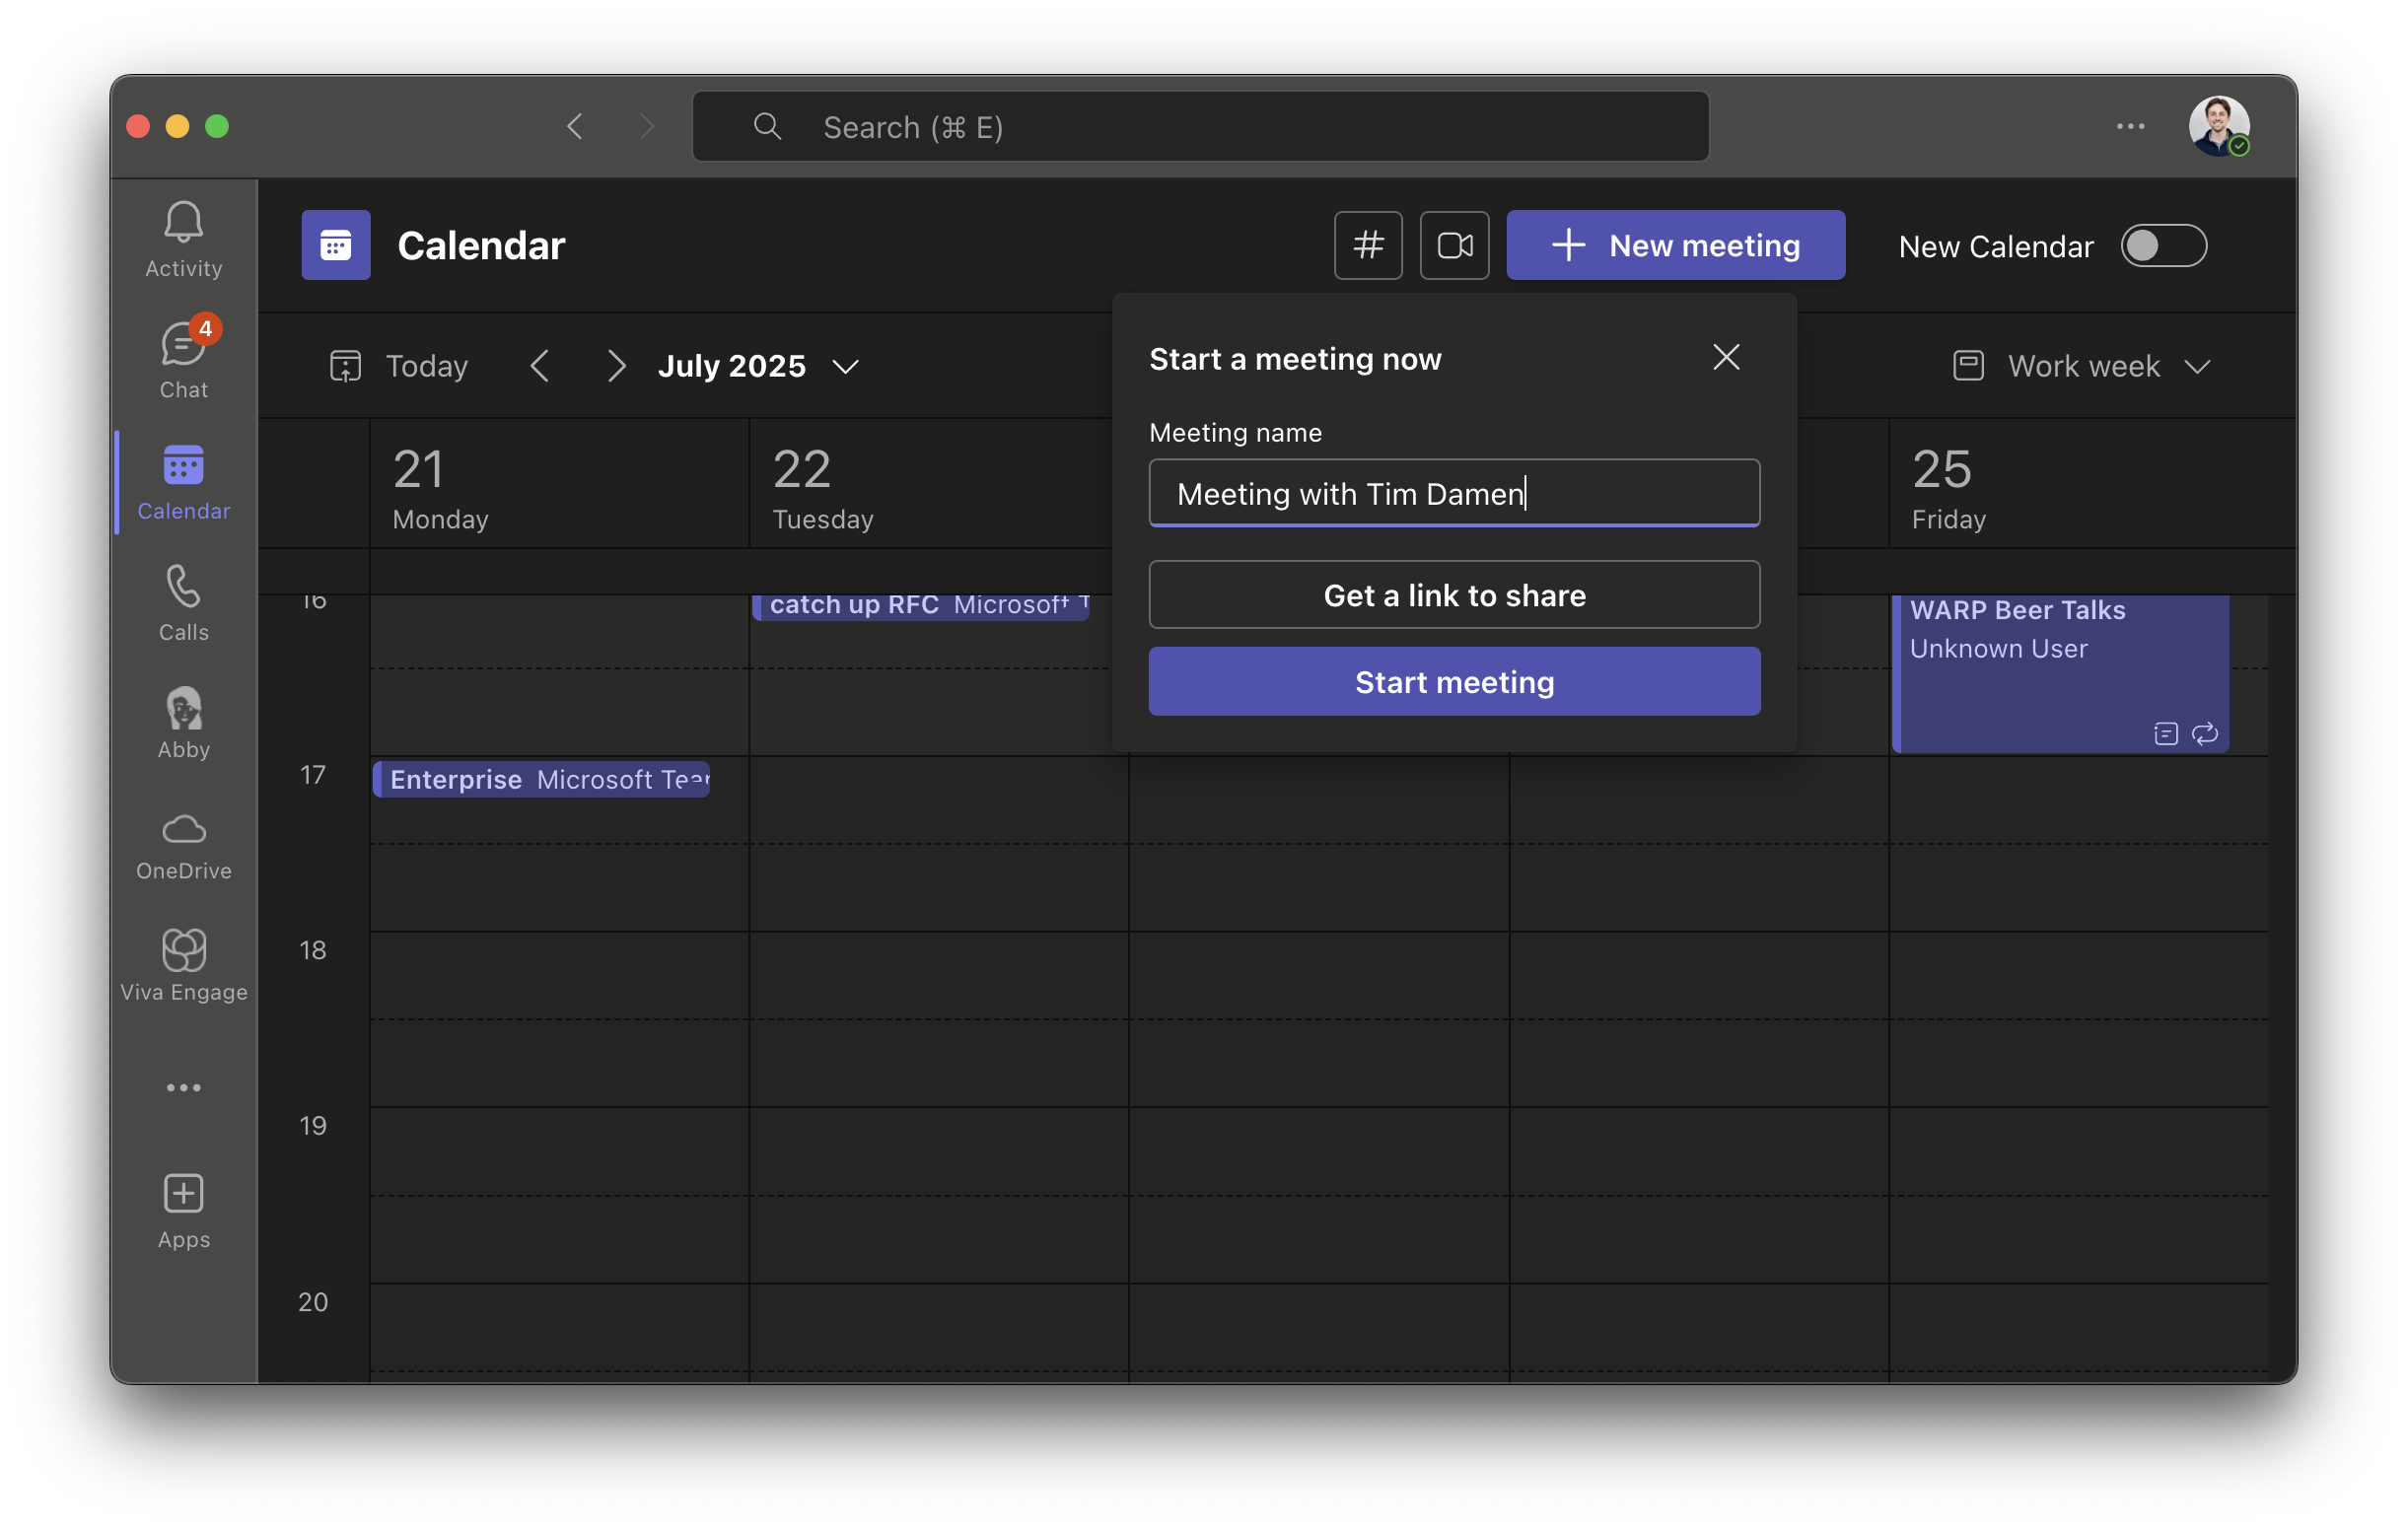 Search (⌘ E)
Activity
4
Chat
Calendar
Calls
Abby
OneDrive
Viva Engage
Apps
Calendar
New meeting
New Calendar
Today
July 2025
Work week
21
Monday
22
Tuesday
25
Friday
Start a meeting now
Meeting name
Meeting with Tim Damen
Get a link to share
Start meeting
16
catch up RFC Microsoft T
WARP Beer Talks
Unknown User
17
Enterprise Microsoft Tea
18
19
20